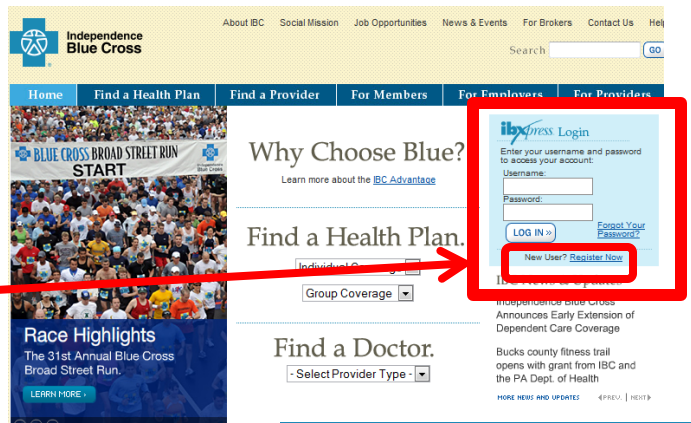 About IBC Social Mission Job Opportunities News & Events For Brokers Contact Us Help
Independence
Blue Cross
Search GO
Home Find a Health Plan Find a Provider For Members For Employers For Providers
BLUE CROSS BROAD STREET RUN
START
Why Choose Blue?
Learn more about the IBC Advantage
Find a Health Plan.
Individual Coverage
Group Coverage
Find a Doctor.
- Select Provider Type -
ibxpress Login
Enter your username and password
to access your account:
Username:
Password:
LOG IN »
Forgot Your
Password?
New User? Register Now
IBC News & Updates
Independence Blue Cross
Announces Early Extension of
Dependent Care Coverage
Bucks county fitness trail
opens with grant from IBC and
the PA Dept. of Health
MORE NEWS AND UPDATES PREV. | NEXT
Race Highlights
The 31st Annual Blue Cross
Broad Street Run.
LEARN MORE ›